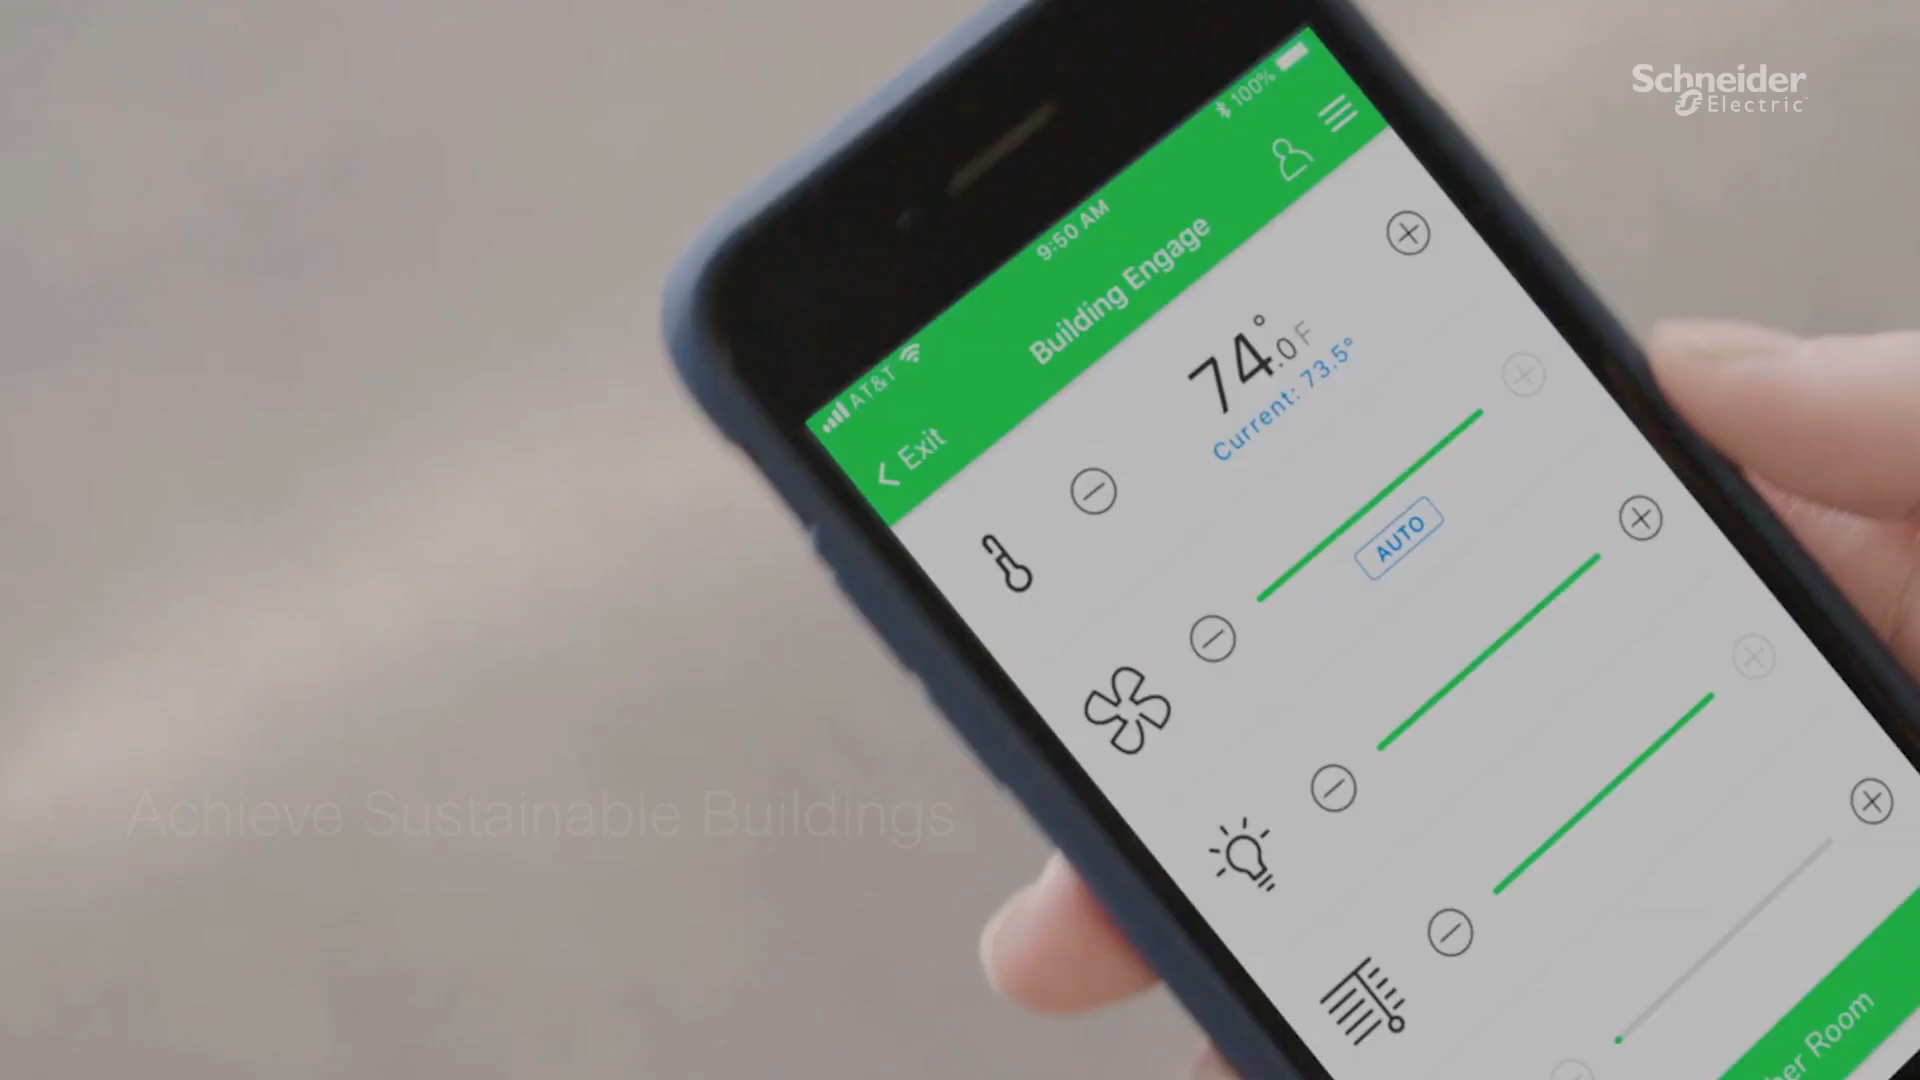 Schneider
Electric
AT&T
9:50 AM
100%
Exit
Building Engage
74.0°F
Current: 73.5°
AUTO
Room
Achieve Sustainable Buildings